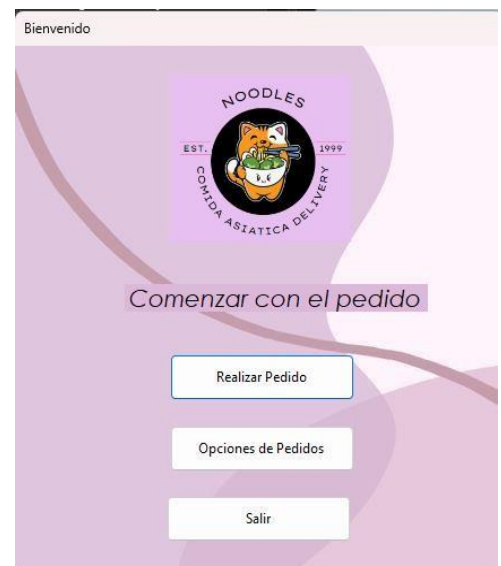 Bienvenido
NOODLES
EST. 1999
COMIDA ASIATICA DELIVERY
Comenzar con el pedido
Realizar Pedido
Opciones de Pedidos
Salir